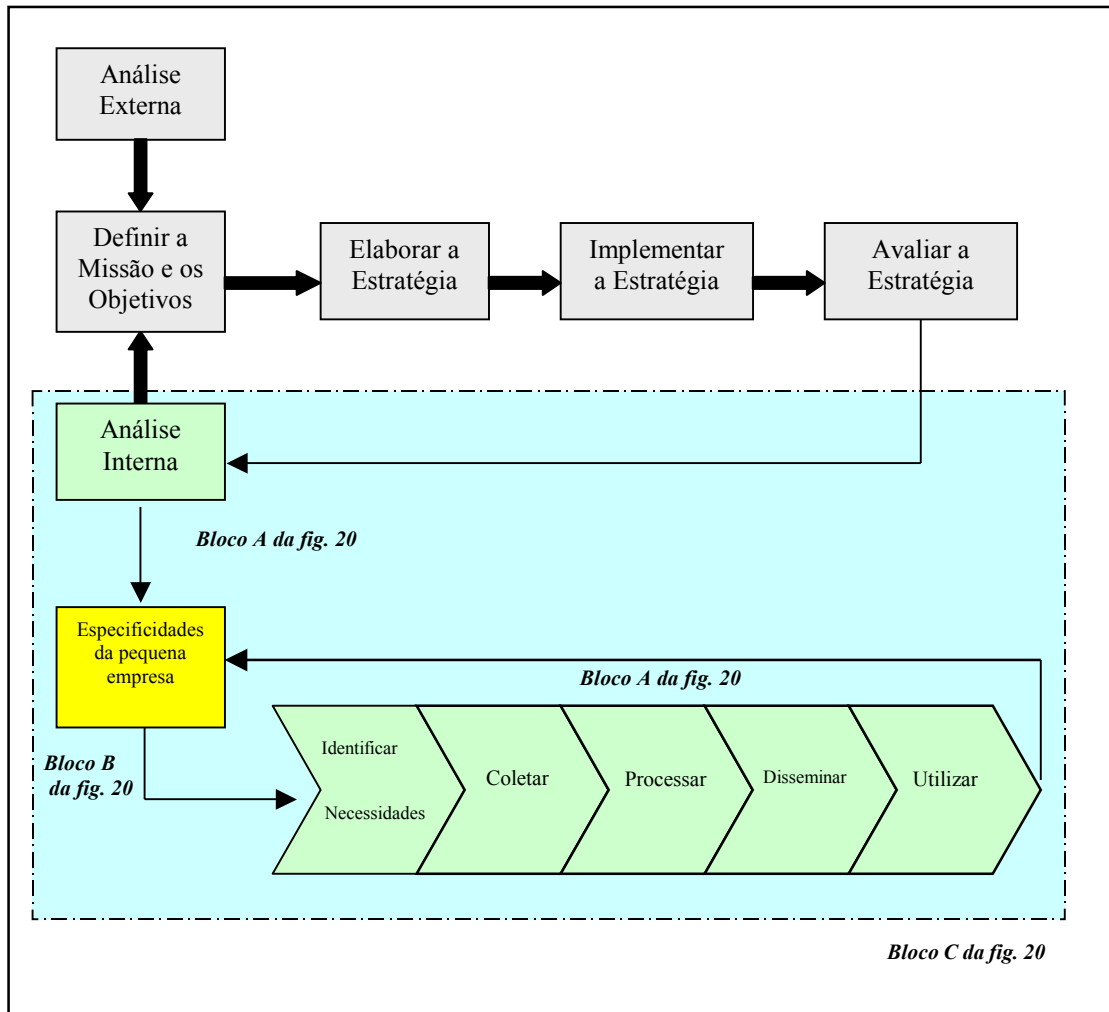 Análise
Externa
Definir a
Missão e os
Objetivos
Elaborar a
Estratégia
Implementar
a Estratégia
Avaliar a
Estratégia
Análise
Interna
Bloco A da fig. 20
Especificidades
da pequena
empresa
Bloco A da fig. 20
Bloco B
da fig. 20
Identificar
Necessidades
Coletar
Processar
Disseminar
Utilizar
Bloco C da fig. 20